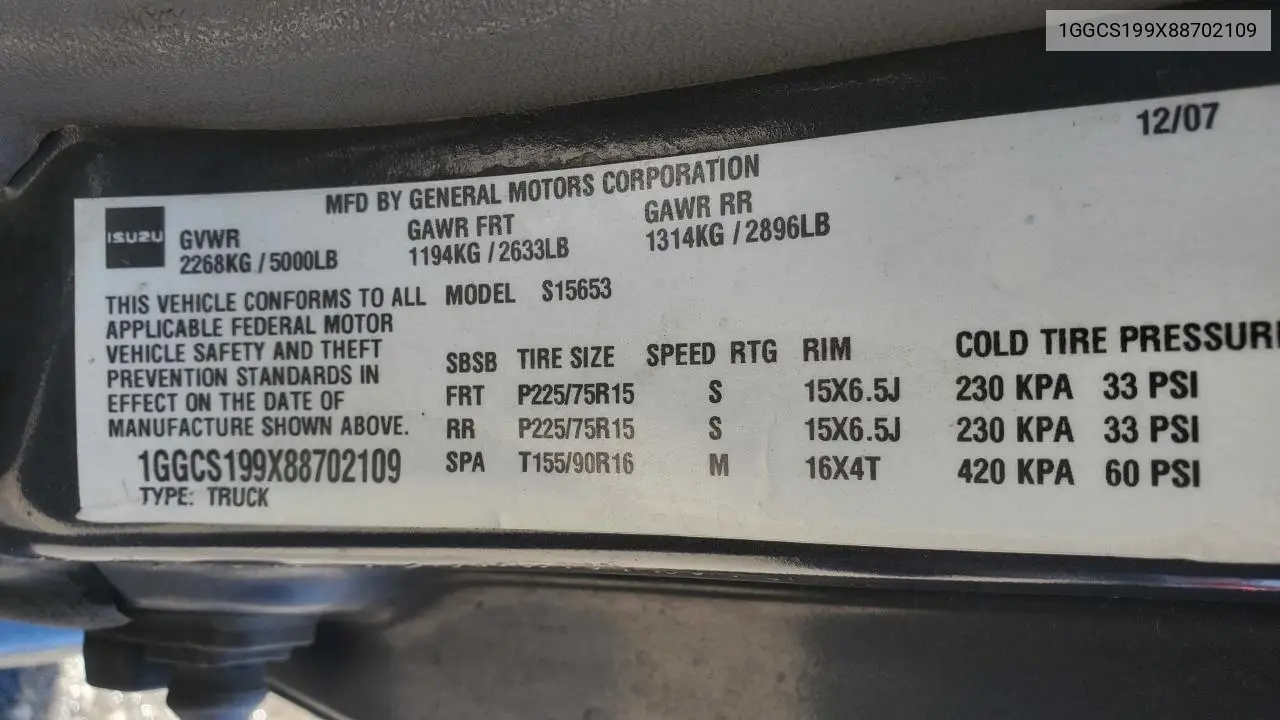 1GGCS199X88702109
12/07
MFD BY GENERAL MOTORS CORPORATION
ISUZU
GVWR GAWR FRT GAWR RR
2268KG / 5000LB 1194KG / 2633LB 1314KG / 2896LB
THIS VEHICLE CONFORMS TO ALL MODEL S15653
APPLICABLE FEDERAL MOTOR
VEHICLE SAFETY AND THEFT
PREVENTION STANDARDS IN
EFFECT ON THE DATE OF
MANUFACTURE SHOWN ABOVE.
1GGCS199X88702109
TYPE: TRUCK
SBSB TIRE SIZE SPEED RTG RIM COLD TIRE PRESSURE
FRT P225/75R15 S 15X6.5J 230 KPA 33 PSI
RR P225/75R15 S 15X6.5J 230 KPA 33 PSI
SPA T155/90R16 M 16X4T 420 KPA 60 PSI